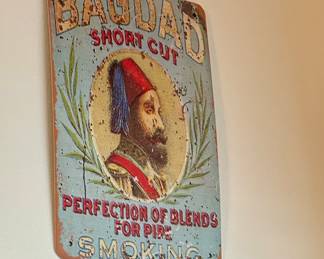 BAGDAD
SHORT CUT
PERFECTION OF BLENDS
FOR PIPE
SMOKING